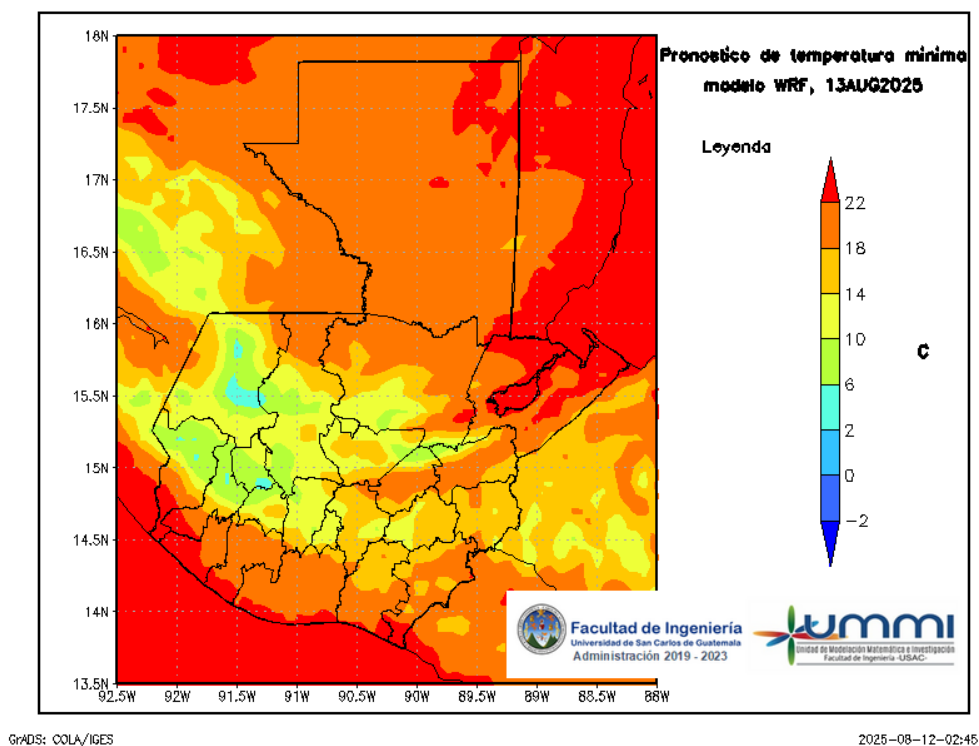 Pronostico de temperatura minima
modelo WRF, 13AUG2025
Leyenda
22
18
14
10
6
2
0
−2
C
18N
17.5N
17N
16.5N
16N
15.5N
15N
14.5N
14N
13.5N
92.5W
92W
91.5W
91W
90.5W
90W
89.5W
89W
88.5W
88W
Facultad de Ingeniería
Universidad de San Carlos de Guatemala
Administración 2019 - 2023
ummi
Unidad de Modelación Matemática e Investigación
Facultad de Ingeniería -USAC-
GrADS: COLA/IGES
2025-08-12-02:45